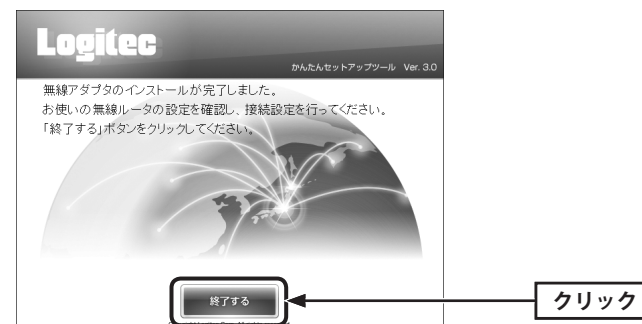 Logitec
かんたんセットアップツール Ver. 3.0
無線アダプタのインストールが完了しました。
お使いの無線ルータの設定を確認し、接続設定を行ってください。
「終了する」ボタンをクリックしてください。
終了する
クリック